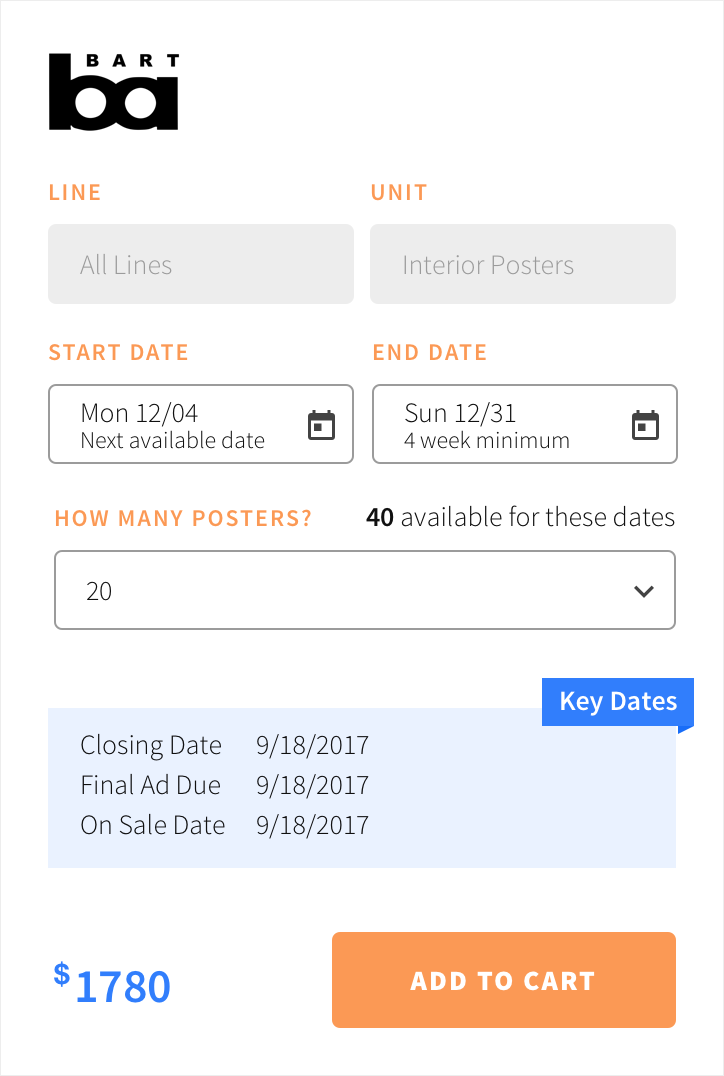 BART
ba
LINE
UNIT
All Lines
Interior Posters
START DATE
END DATE
Mon 12/04
Next available date
Sun 12/31
4 week minimum
HOW MANY POSTERS?
40 available for these dates
20
Key Dates
Closing Date 9/18/2017
Final Ad Due 9/18/2017
On Sale Date 9/18/2017
$1780
ADD TO CART